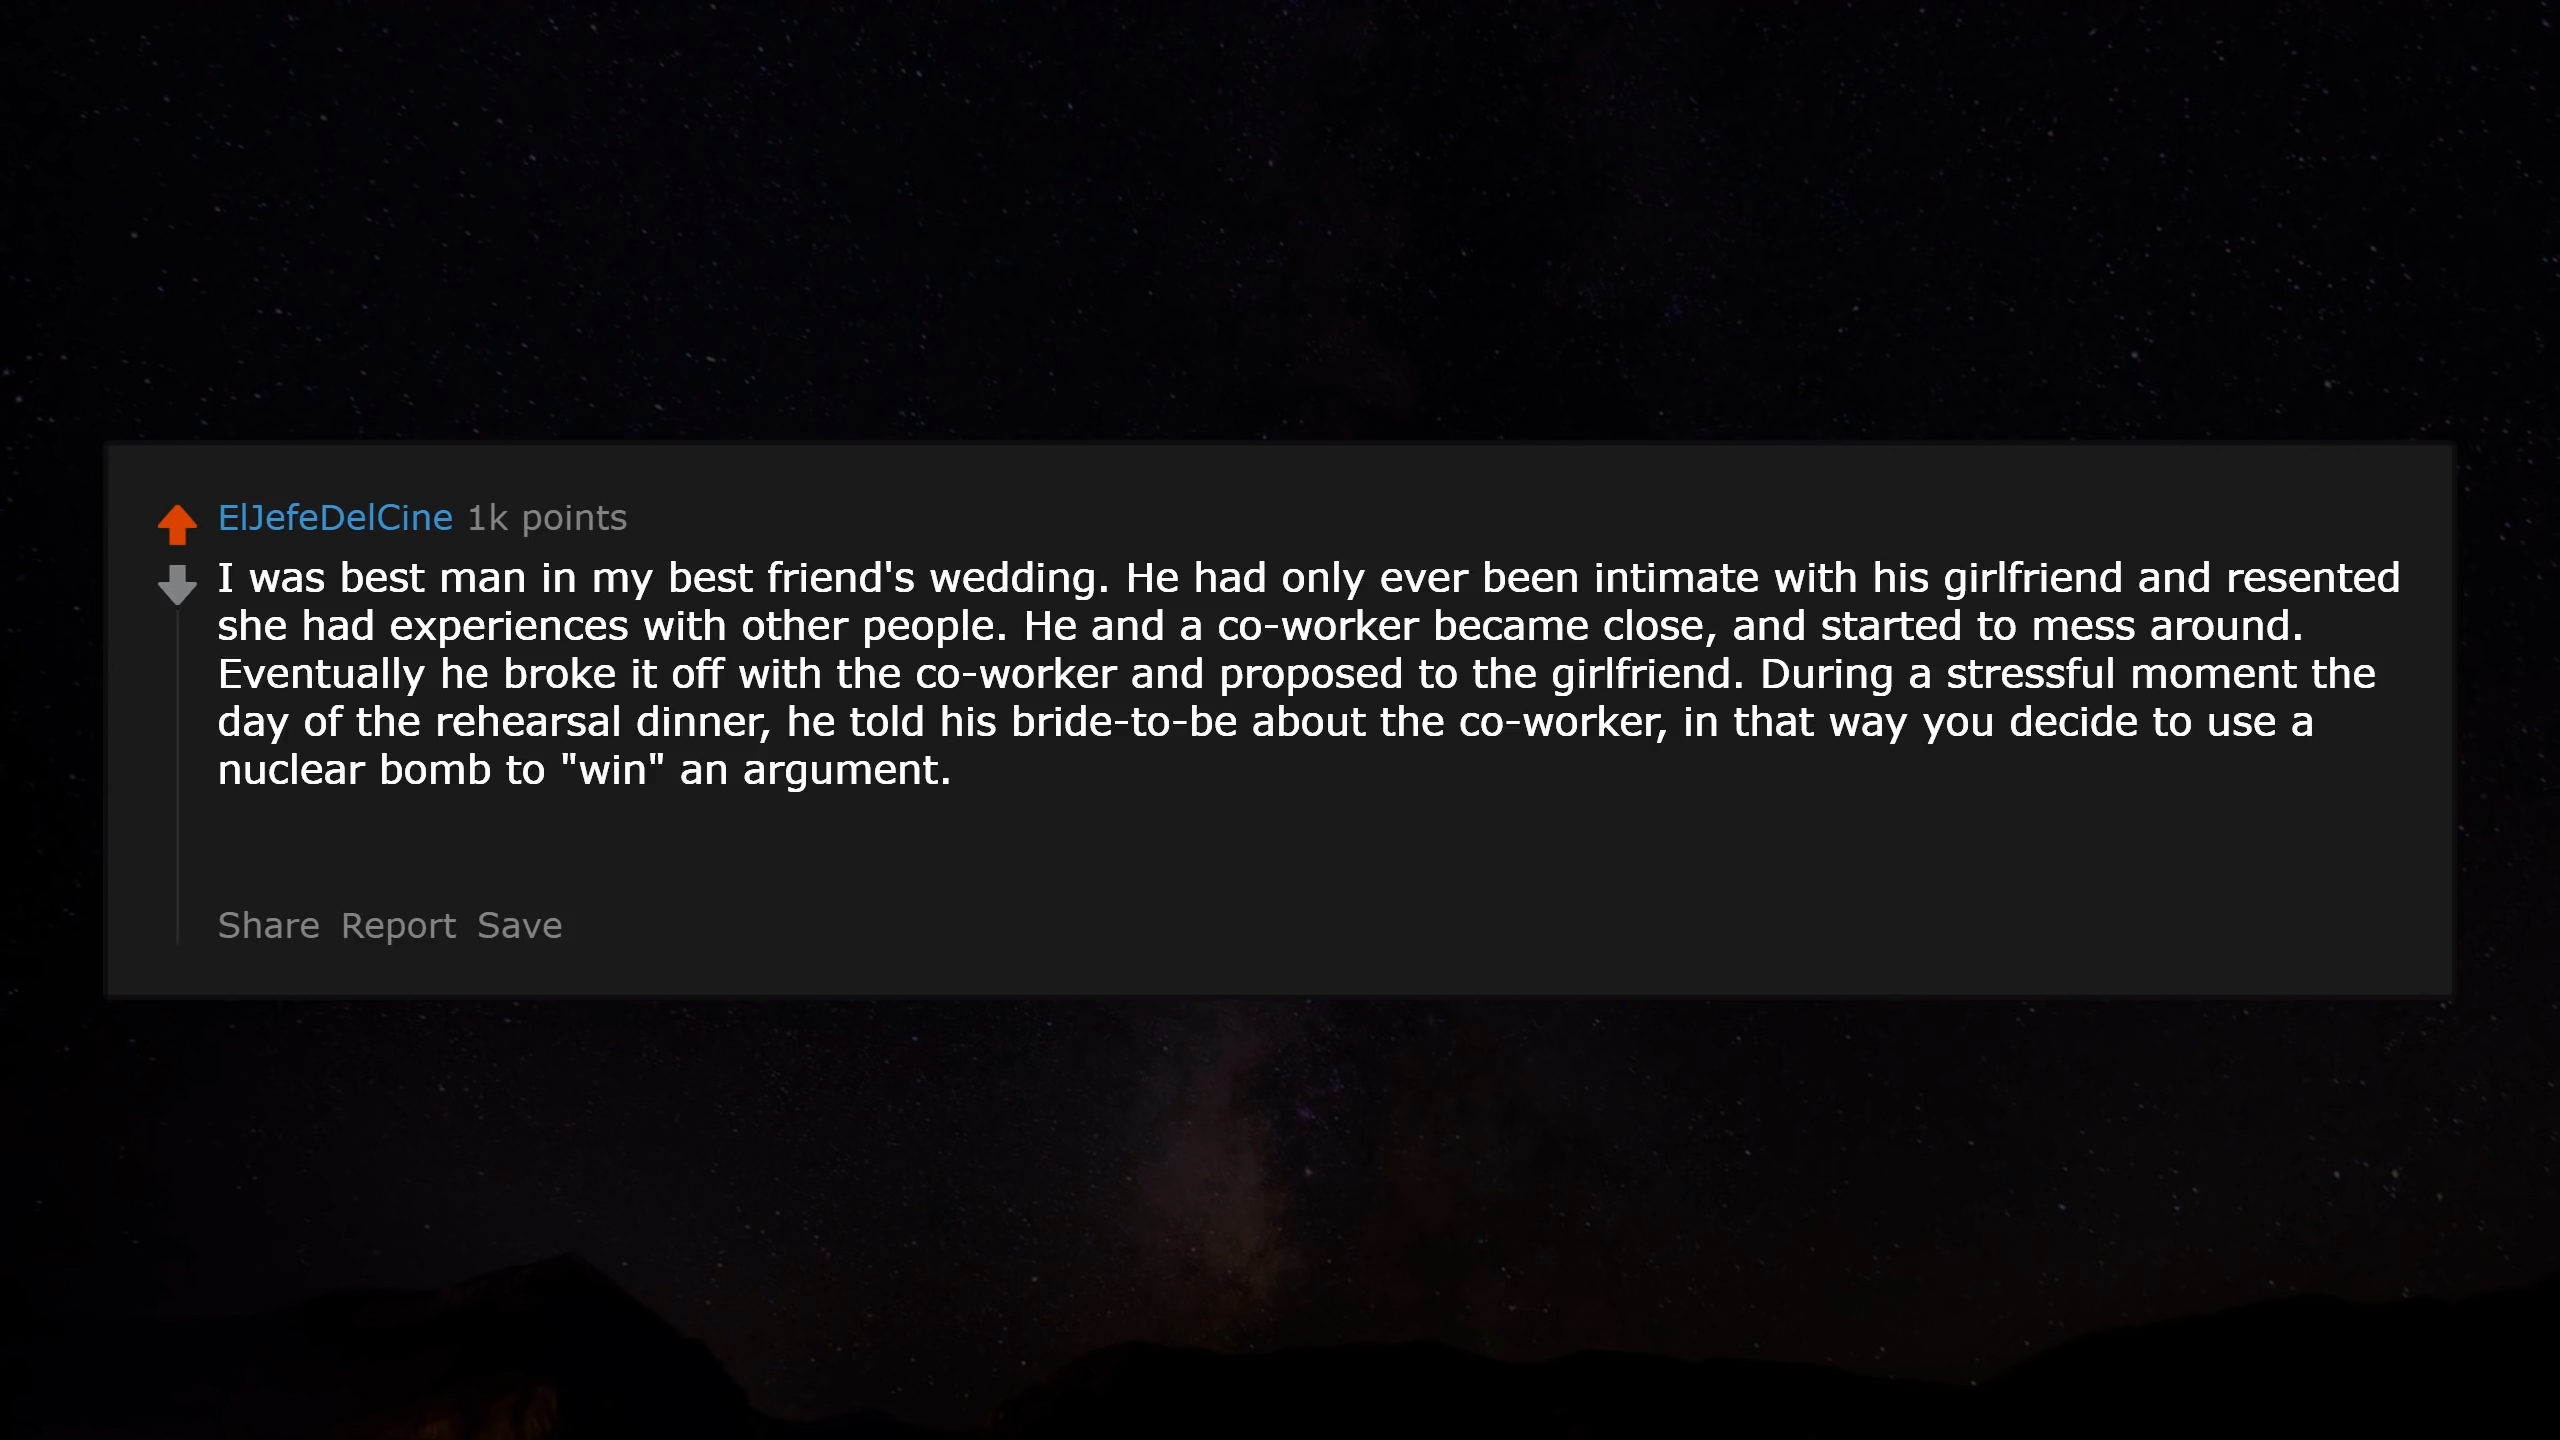 ElJefeDelCine 1k points
I was best man in my best friend's wedding. He had only ever been intimate with his girlfriend and resented
she had experiences with other people. He and a co-worker became close, and started to mess around.
Eventually he broke it off with the co-worker and proposed to the girlfriend. During a stressful moment the
day of the rehearsal dinner, he told his bride-to-be about the co-worker, in that way you decide to use a
nuclear bomb to "win" an argument.
Share Report Save